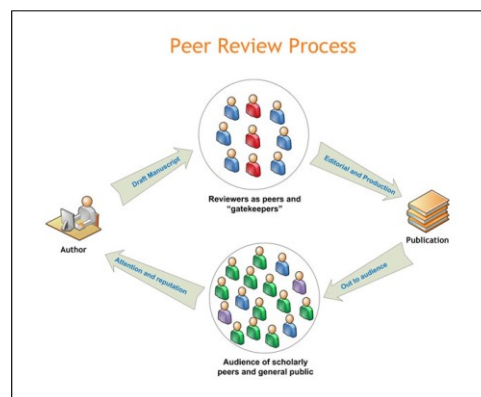 Peer Review Process
Draft Manuscript
Reviewers as peers and
"gatekeepers"
Editorial and Production
Author
Publication
Attention and reputation
Out to audience
Audience of scholarly
peers and general public